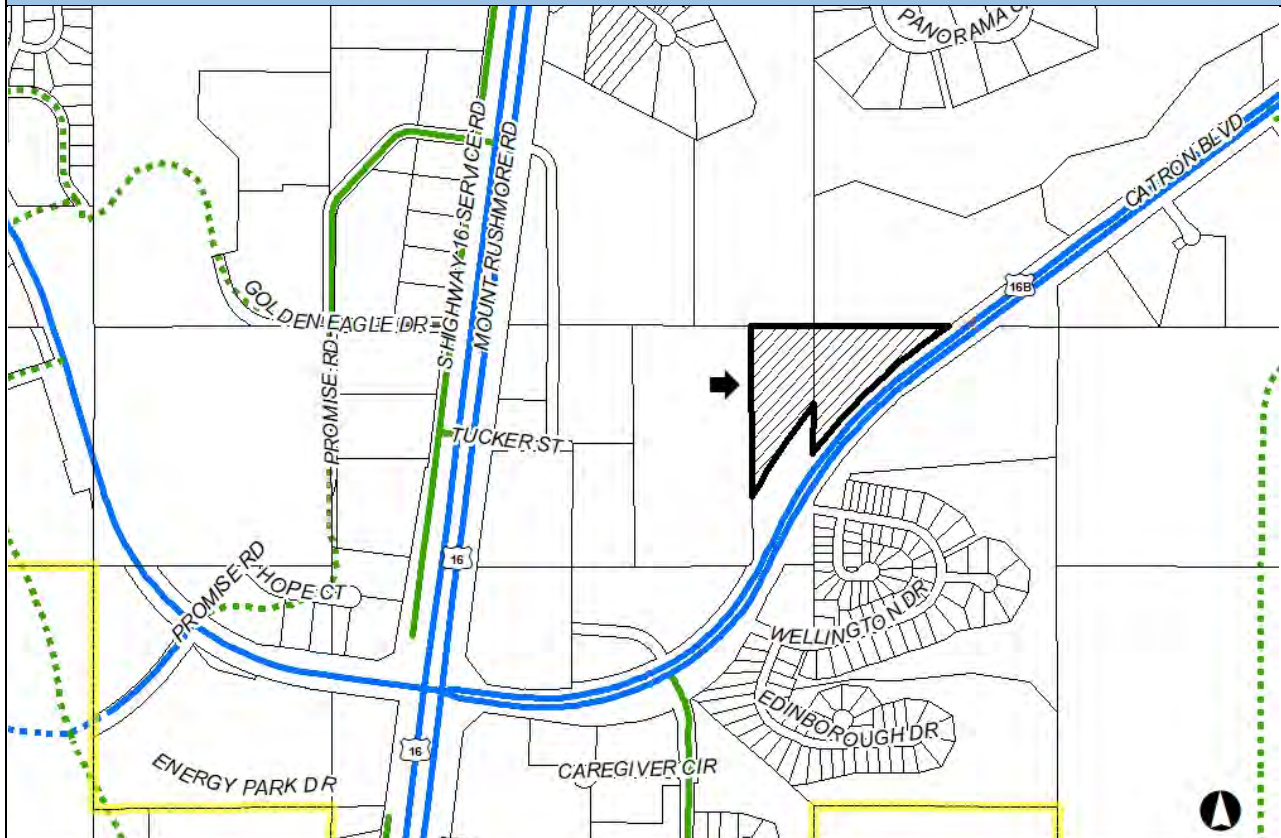 PANORAMA C
CATRON BLVD
S HIGHWAY 16 SERVICE RD
MOUNT RUSHMORE RD
16B
GOLDEN EAGLE DR
PROMISE RD
TUCKER ST
16
PROMISE RD
HOPE CT
WELLINGTON DR
EDINBOROUGH DR
16
ENERGY PARK DR
CAREGIVER CIR